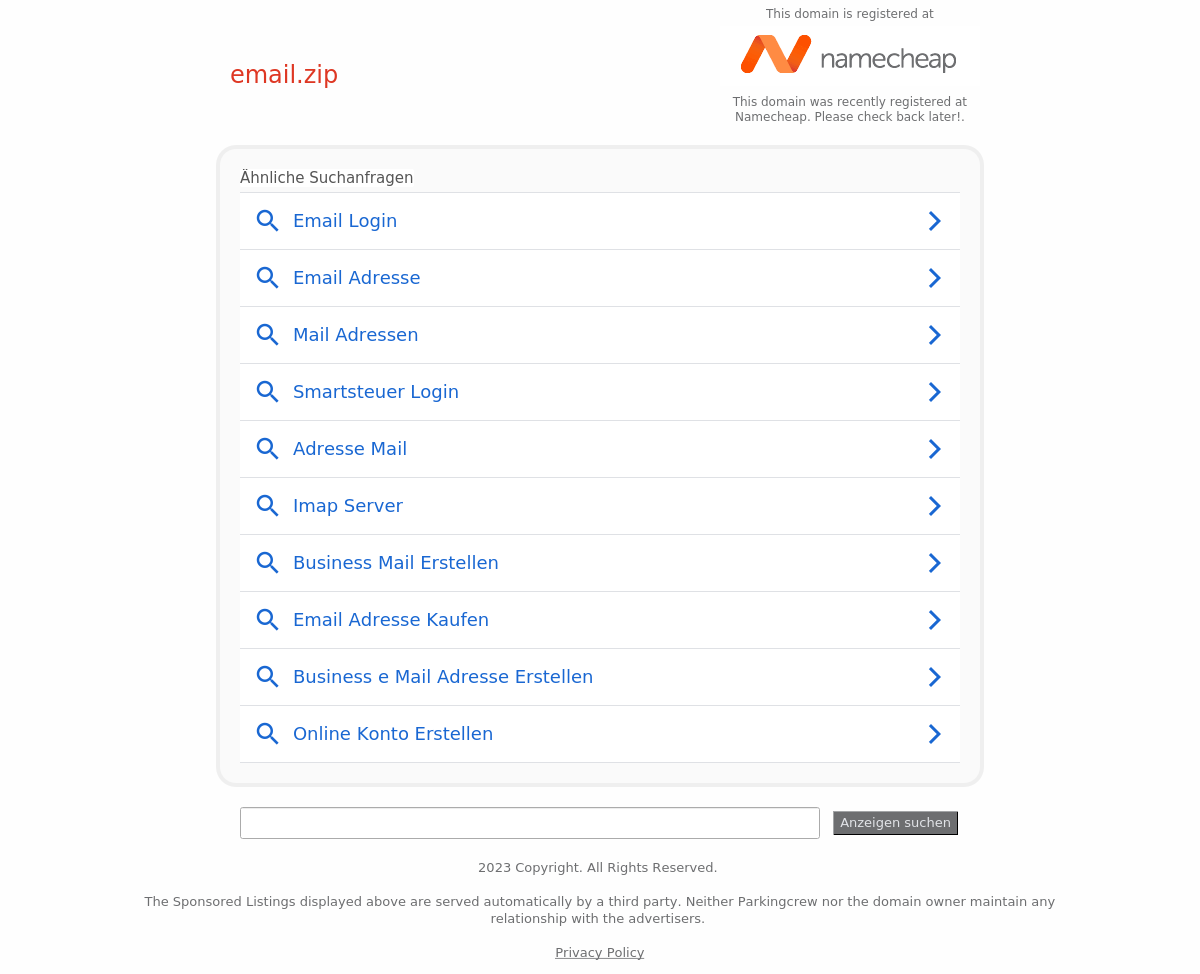 This domain is registered at
namecheap
email.zip
This domain was recently registered at
Namecheap. Please check back later!.
Ähnliche Suchanfragen
Email Login
Email Adresse
Mail Adressen
Smartsteuer Login
Adresse Mail
Imap Server
Business Mail Erstellen
Email Adresse Kaufen
Business e Mail Adresse Erstellen
Online Konto Erstellen
Anzeigen suchen
2023 Copyright. All Rights Reserved.
The Sponsored Listings displayed above are served automatically by a third party. Neither Parkingcrew nor the domain owner maintain any
relationship with the advertisers.
Privacy Policy